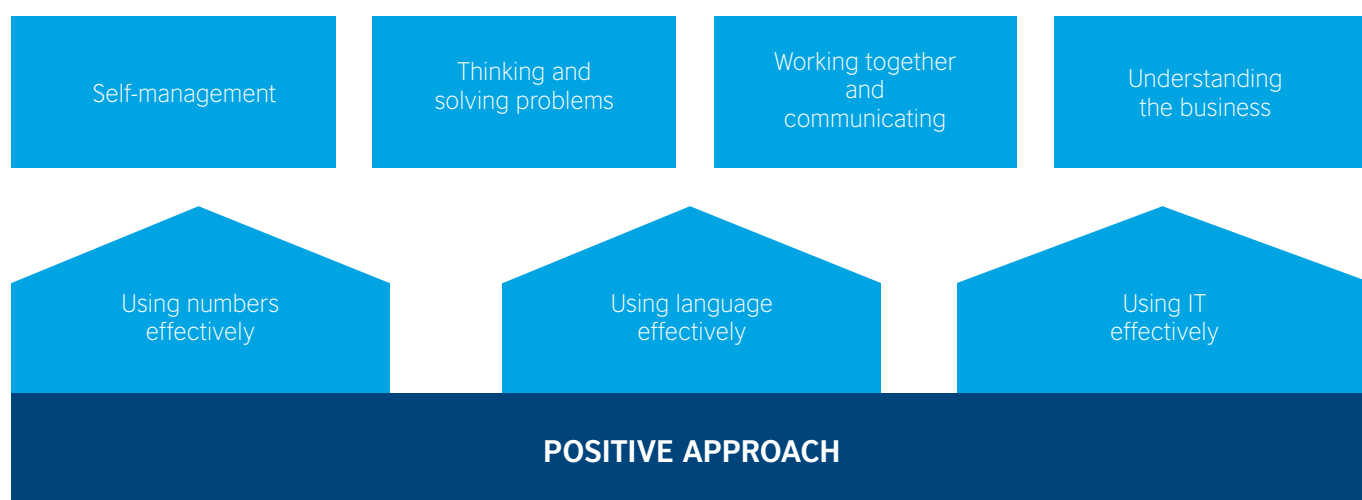 Self-management
Thinking and
solving problems
Working together
and
communicating
Understanding
the business
Using numbers
effectively
Using language
effectively
Using IT
effectively
POSITIVE APPROACH